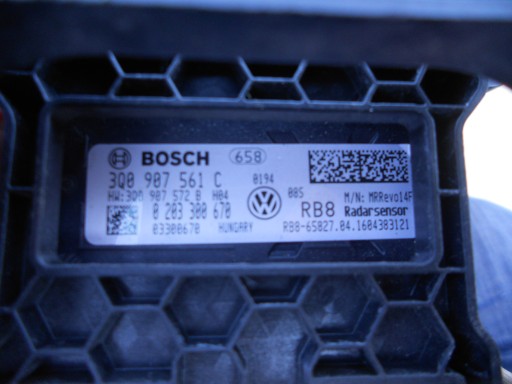 BOSCH 658
3Q0 907 561 C 0194
HW:3Q0 907 572 B H04 005 M/N: MRRevo14F
0 203 300 670 RB8 Radarsensor
03300670 HUNGARY RB8-65027.04.1604383121